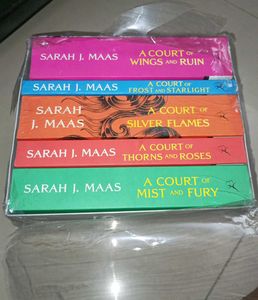 SARAH J. MAAS
A COURT OF
WINGS AND RUIN
SARAH J. MAAS
A COURT OF
FROST AND STARLIGHT
SARAH
J. MAAS
A COURT OF
SILVER FLAMES
SARAH J. MAAS
A COURT OF
THORNS AND ROSES
SARAH J. MAAS
A COURT OF
MIST AND FURY